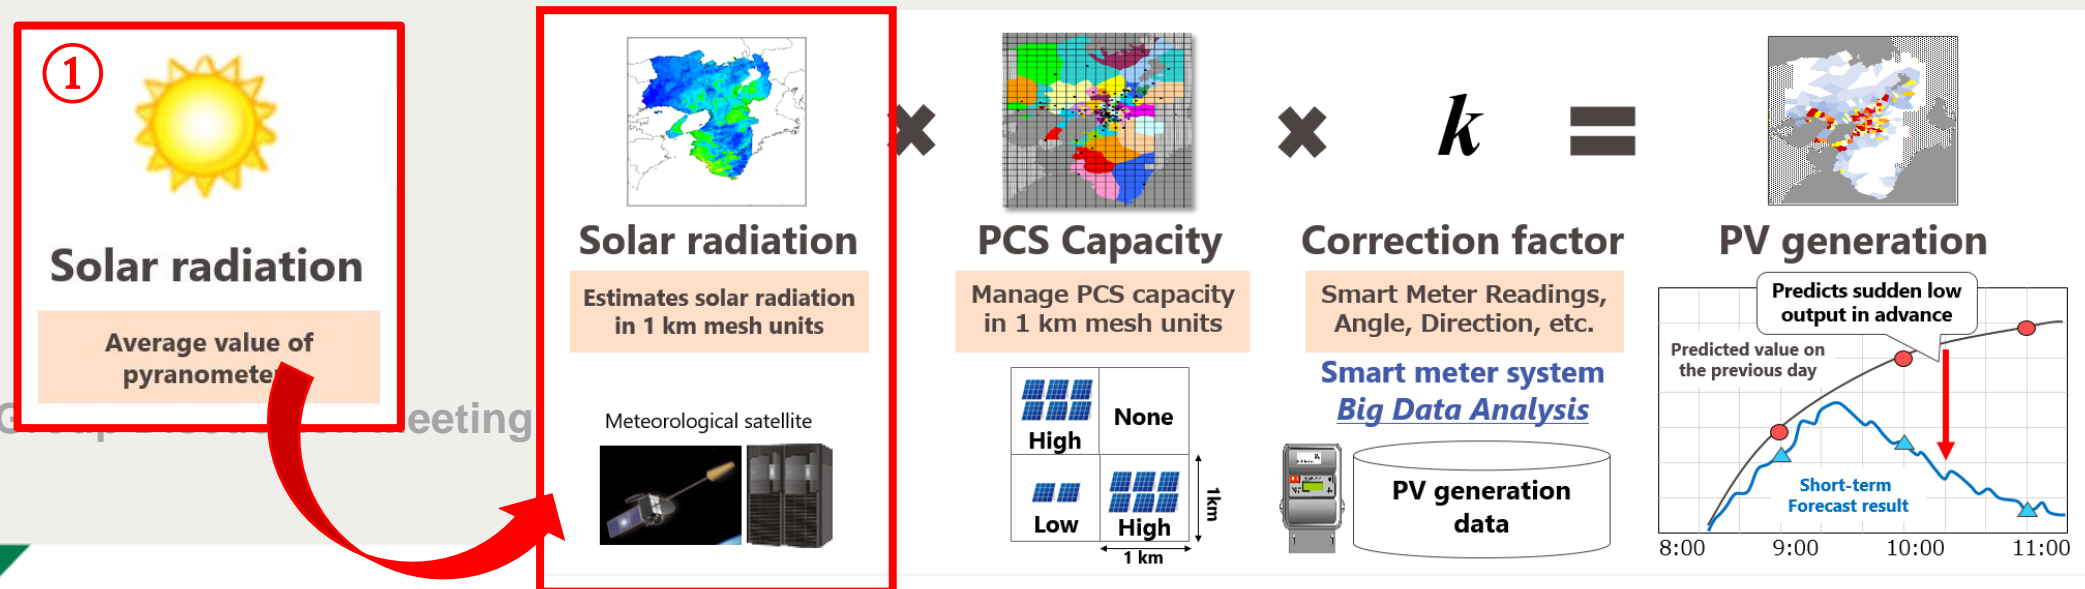 ①
Solar radiation
Average value of
pyranometer
Group Discussion meeting
Solar radiation
Estimates solar radiation
in 1 km mesh units
Meteorological satellite
×
PCS Capacity
Manage PCS capacity
in 1 km mesh units
High
None
Low
High
1km
1 km
×
k
Correction factor
Smart Meter Readings,
Angle, Direction, etc.
Smart meter system
Big Data Analysis
PV generation
data
=
PV generation
Predicts sudden low
output in advance
Predicted value on
the previous day
Short-term
Forecast result
8:00 9:00 10:00 11:00